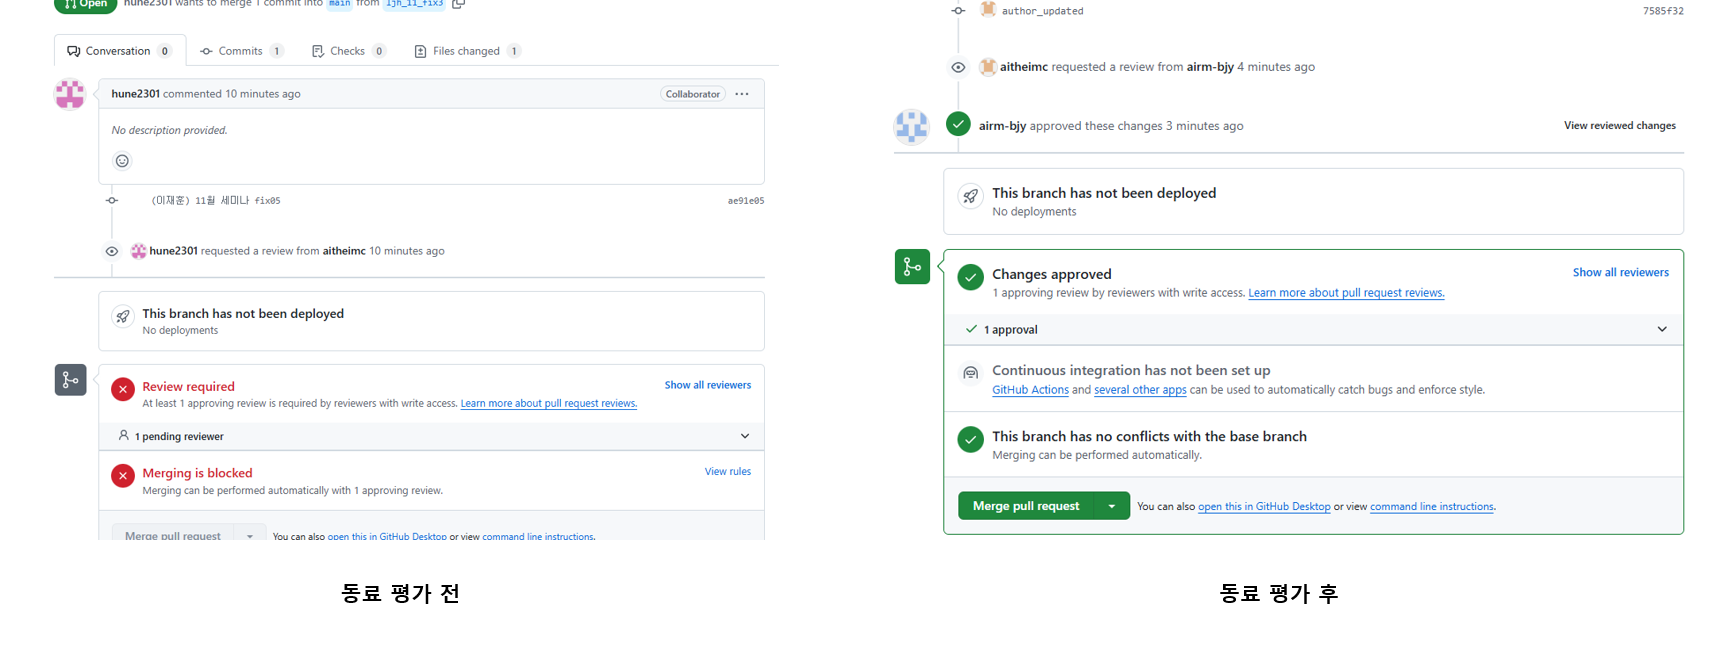 Open hune2301 wants to merge 1 commit into main from ljh_11_fix3
Conversation 0 Commits 1 Checks 0 Files changed 1
hune2301 commented 10 minutes ago Collaborator ...
No description provided.
(이재훈) 11월 세미나 fix05 ae91e05
hune2301 requested a review from aitheimc 10 minutes ago
This branch has not been deployed
No deployments
Review required Show all reviewers
At least 1 approving review is required by reviewers with write access. Learn more about pull request reviews.
1 pending reviewer
Merging is blocked View rules
Merging can be performed automatically with 1 approving review.
Merge pull request You can also open this in GitHub Desktop or view command line instructions.
동료 평가 전
author_updated 7585f32
aitheimc requested a review from airm-bjy 4 minutes ago
airm-bjy approved these changes 3 minutes ago View reviewed changes
This branch has not been deployed
No deployments
Changes approved Show all reviewers
1 approving review by reviewers with write access. Learn more about pull request reviews.
1 approval
Continuous integration has not been set up
GitHub Actions and several other apps can be used to automatically catch bugs and enforce style.
This branch has no conflicts with the base branch
Merging can be performed automatically.
Merge pull request You can also open this in GitHub Desktop or view command line instructions.
동료 평가 후